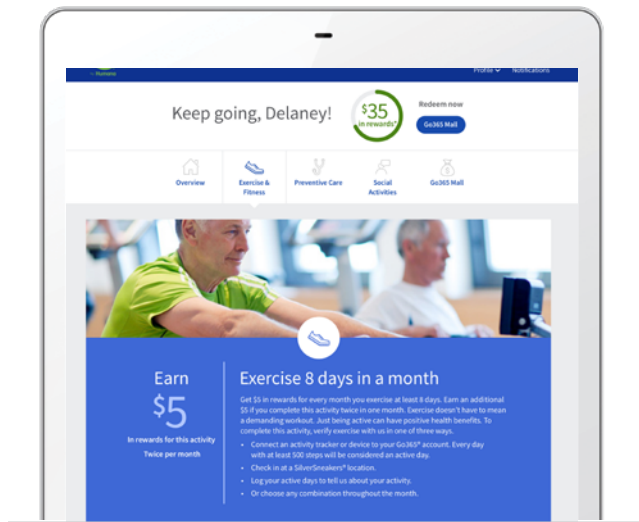 by Humana
Profile
Notifications
Keep going, Delaney!
$35
in rewards*
Redeem now
Go365 Mall
Overview
Exercise &
Fitness
Preventive Care
Social
Activities
Go365 Mall
Earn
$5
In rewards for this activity
Twice per month
Exercise 8 days in a month
Get $5 in rewards for every month you exercise at least 8 days. Earn an additional
$5 if you complete this activity twice in one month. Exercise doesn't have to mean
a demanding workout. Just being active can have positive health benefits. To
complete this activity, verify exercise with us in one of three ways.
• Connect an activity tracker or device to your Go365® account. Every day
with at least 500 steps will be considered an active day.
• Check in at a SilverSneakers® location.
• Log your active days to tell us about your activity.
• Or choose any combination throughout the month.